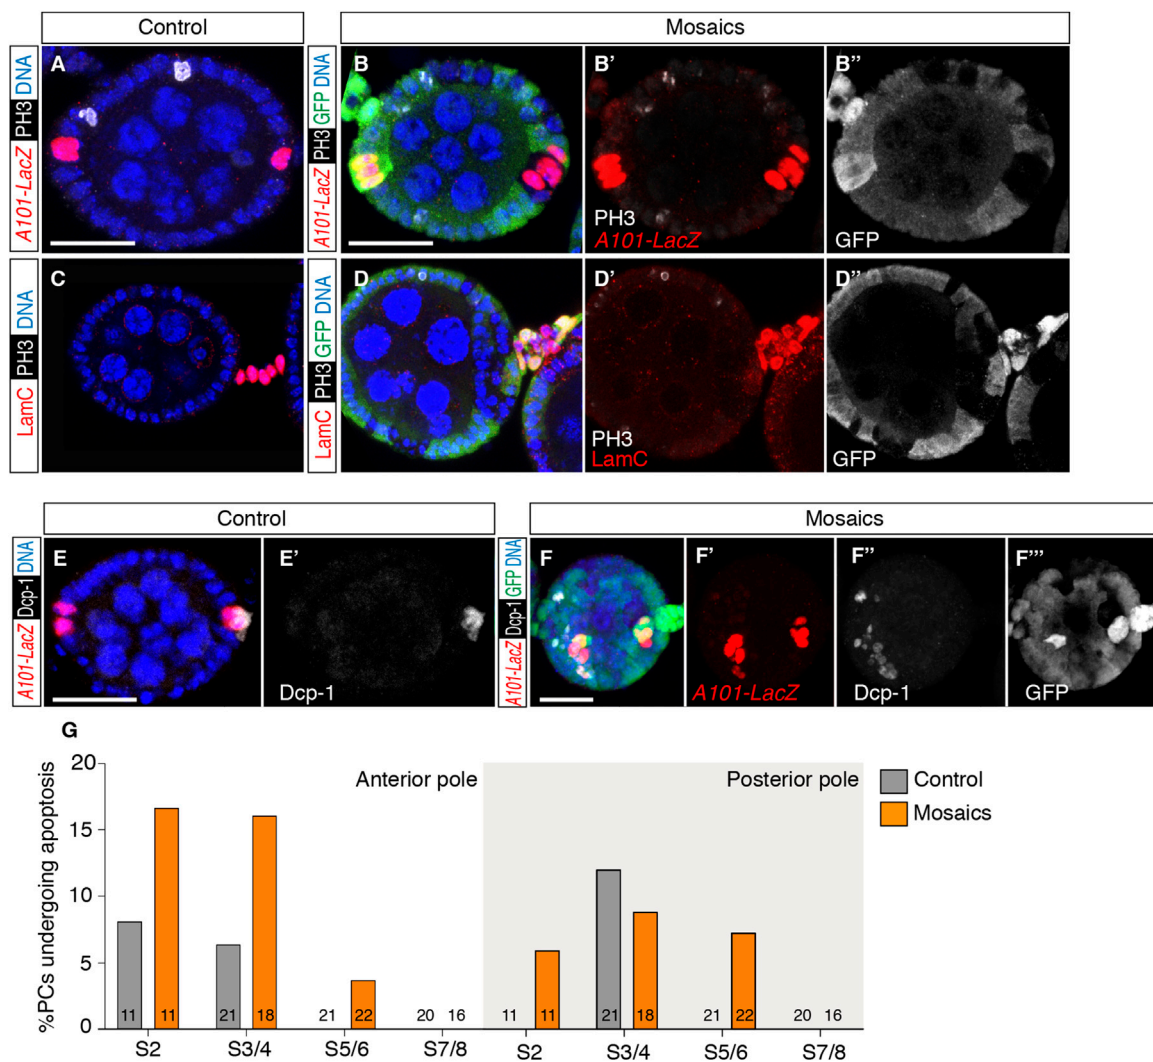 Control
Mosaics
A101-LacZ PH3 DNA
A
A101-LacZ PH3 GFP DNA
B
B'
PH3
A101-LacZ
B''
GFP
LamC PH3 DNA
C
LamC PH3 GFP DNA
D
D'
PH3
LamC
D''
GFP
Control
Mosaics
A101-LacZ Dcp-1 DNA
E
E'
Dcp-1
A101-LacZ Dcp-1 GFP DNA
F
F'
A101-LacZ
F''
Dcp-1
F'''
GFP
G
%PCs undergoing apoptosis
20
15
10
5
0
Anterior pole
Posterior pole
Control
Mosaics
11 11 21 18 21 22 20 16 11 11 21 18 21 22 20 16
S2 S3/4 S5/6 S7/8 S2 S3/4 S5/6 S7/8